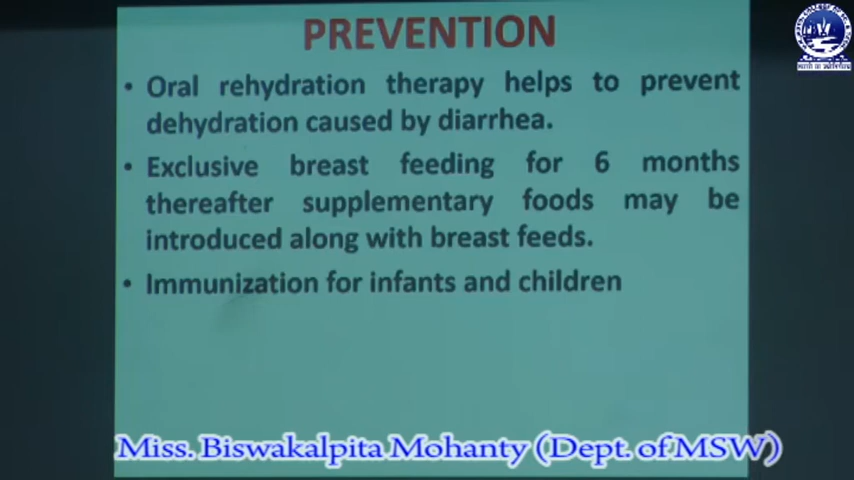 PREVENTION
• Oral rehydration therapy helps to prevent
dehydration caused by diarrhea.
• Exclusive breast feeding for 6 months
thereafter supplementary foods may be
introduced along with breast feeds.
• Immunization for infants and children
Miss. Biswakalpita Mohanty (Dept. of MSW)